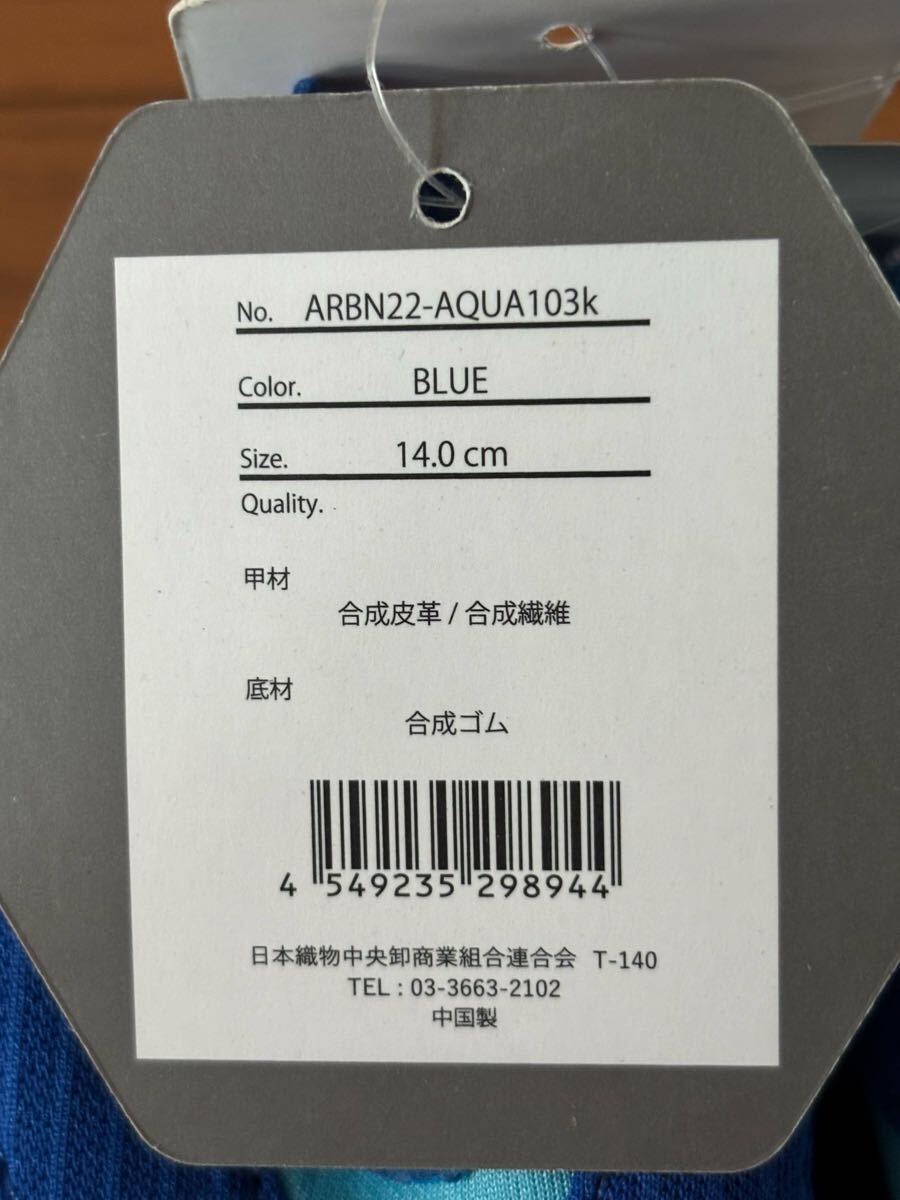 No. ARBN22-AQUA103k
Color. BLUE
Size. 14.0 cm
Quality.
甲材
合成皮革 / 合成繊維
底材
合成ゴム
4 549235 298944
日本織物中央卸商業組合連合会 T-140
TEL : 03-3663-2102
中国製